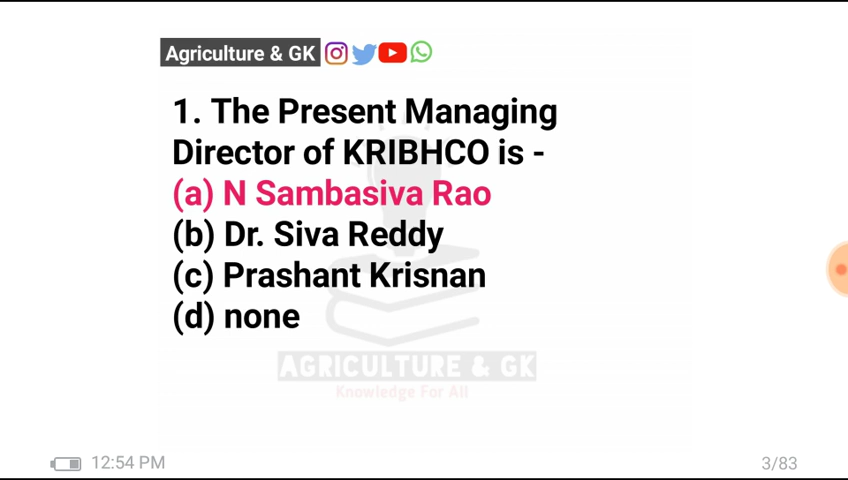 Agriculture & GK
1. The Present Managing
Director of KRIBHCO is -
(a) N Sambasiva Rao
(b) Dr. Siva Reddy
(c) Prashant Krisnan
(d) none
AGRICULTURE & GK
Knowledge For All
12:54 PM
3/83